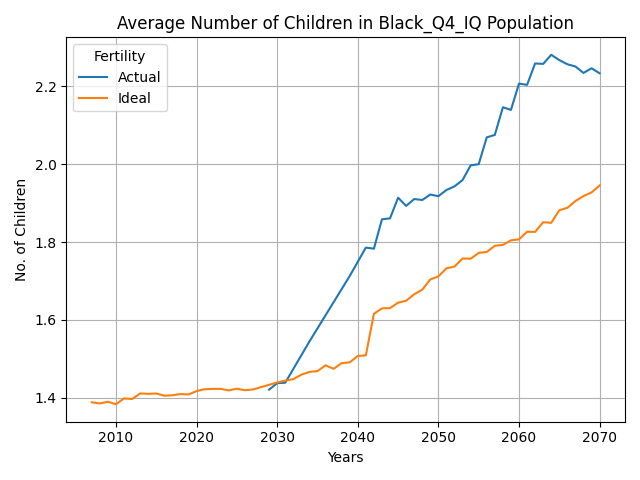 Average Number of Children in Black_Q4_IQ Population
Fertility
Actual
Ideal
No. of Children
2.2
2.0
1.8
1.6
1.4
2010 2020 2030 2040 2050 2060 2070
Years